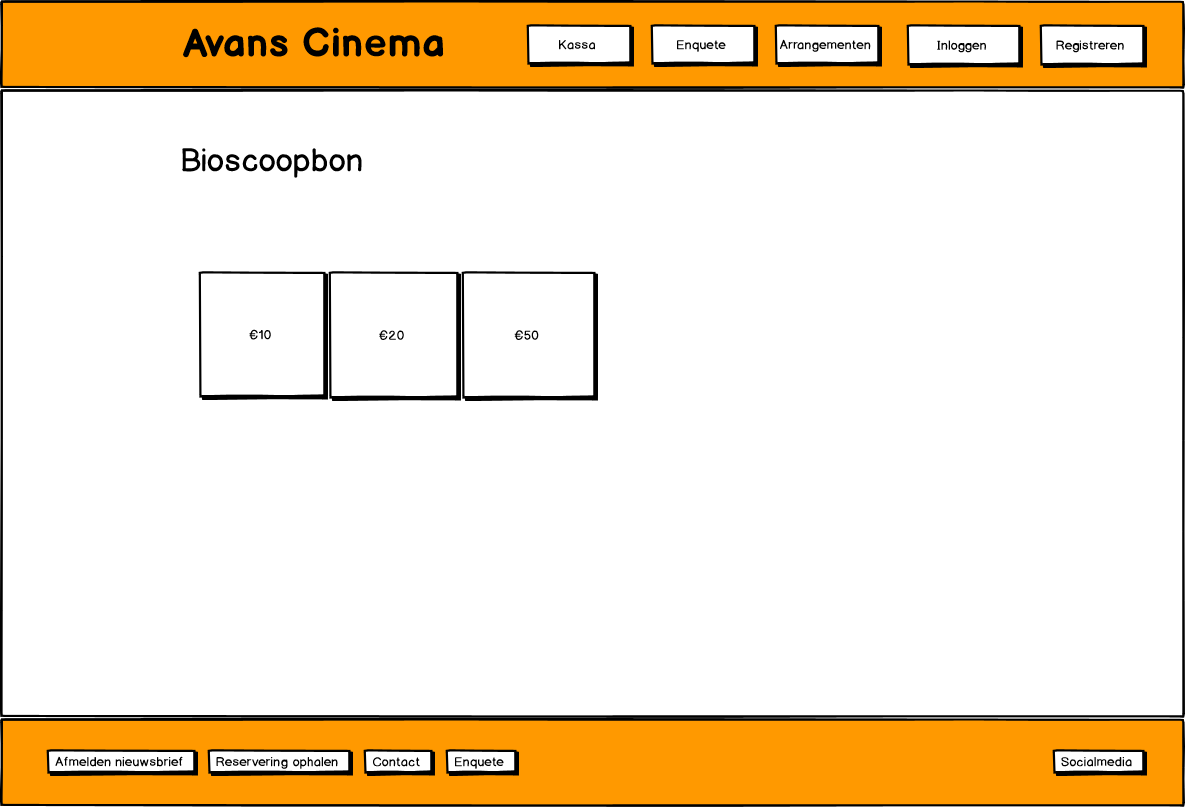 Avans Cinema
Kassa
Enquete
Arrangementen
Inloggen
Registreren
Bioscoopbon
€10
€20
€50
Afmelden nieuwsbrief
Reservering ophalen
Contact
Enquete
Socialmedia